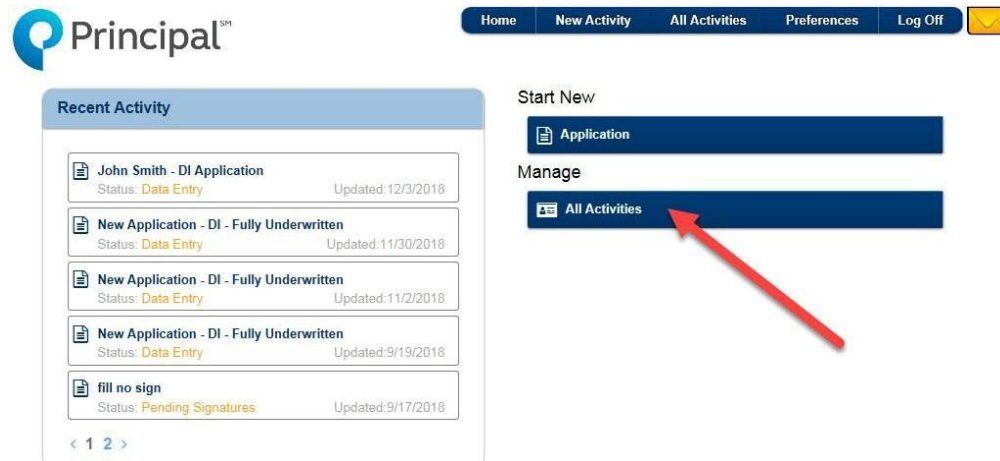 Principal℠
Home New Activity All Activities Preferences Log Off
Recent Activity
John Smith - DI Application
Status: Data Entry Updated:12/3/2018
New Application - DI - Fully Underwritten
Status: Data Entry Updated:11/30/2018
New Application - DI - Fully Underwritten
Status: Data Entry Updated:11/2/2018
New Application - DI - Fully Underwritten
Status: Data Entry Updated:9/19/2018
fill no sign
Status: Pending Signatures Updated:9/17/2018
< 1 2 >
Start New
Application
Manage
All Activities